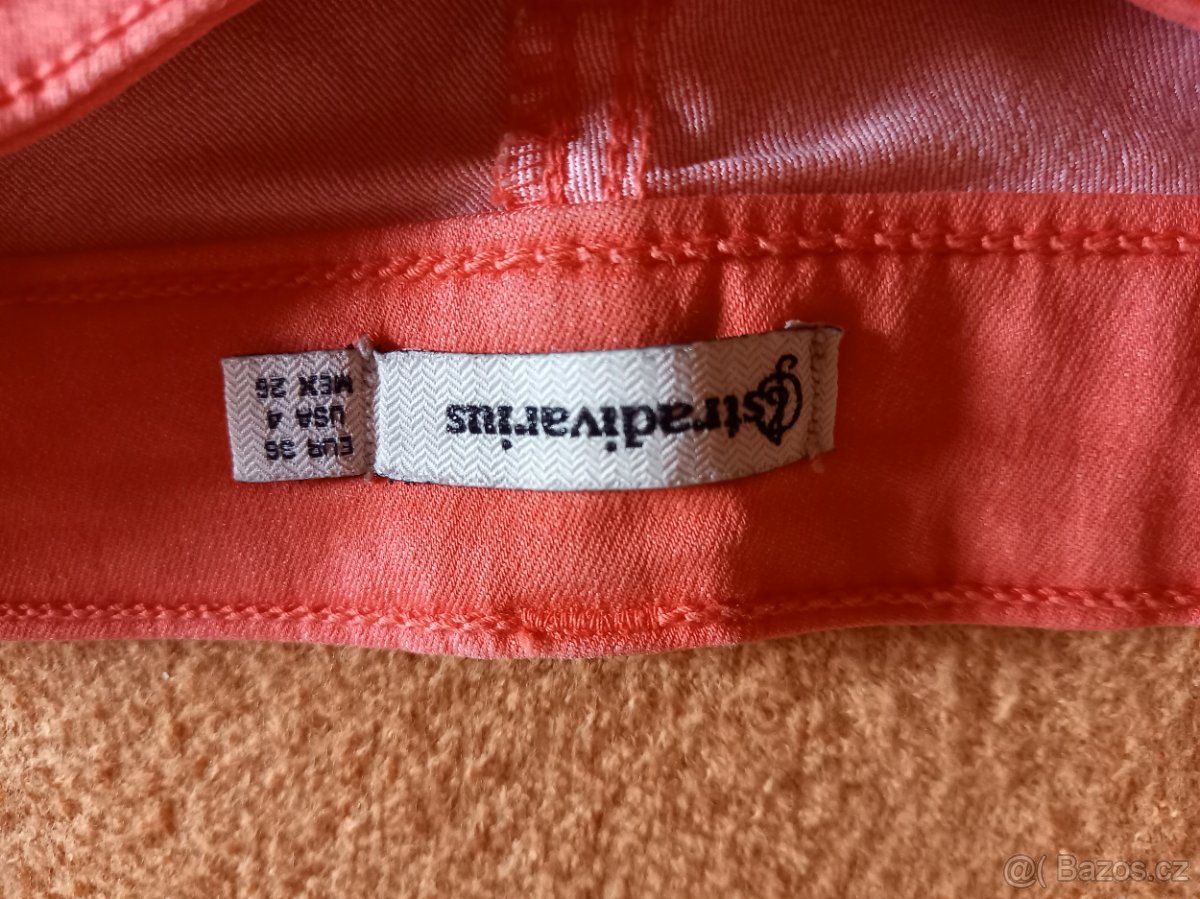 stradivarius
EUR 36
USA 4
MEX 26
@( Bazos.cz